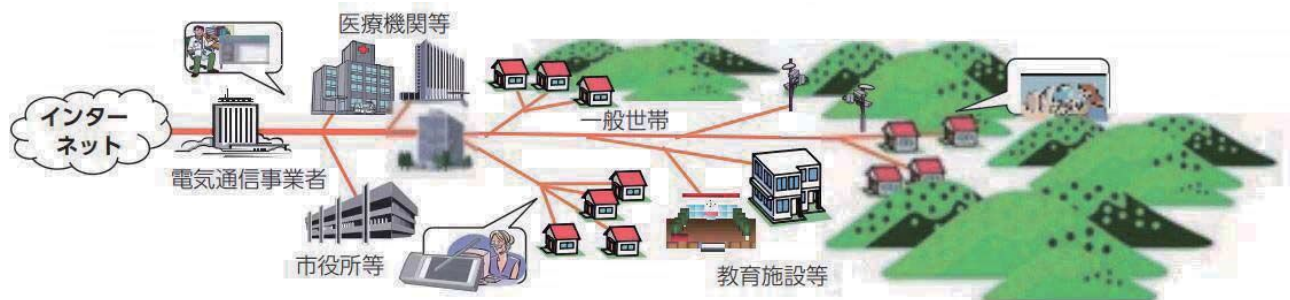 医療機関等
インター
ネット
一般世帯
電気通信事業者
市役所等
教育施設等